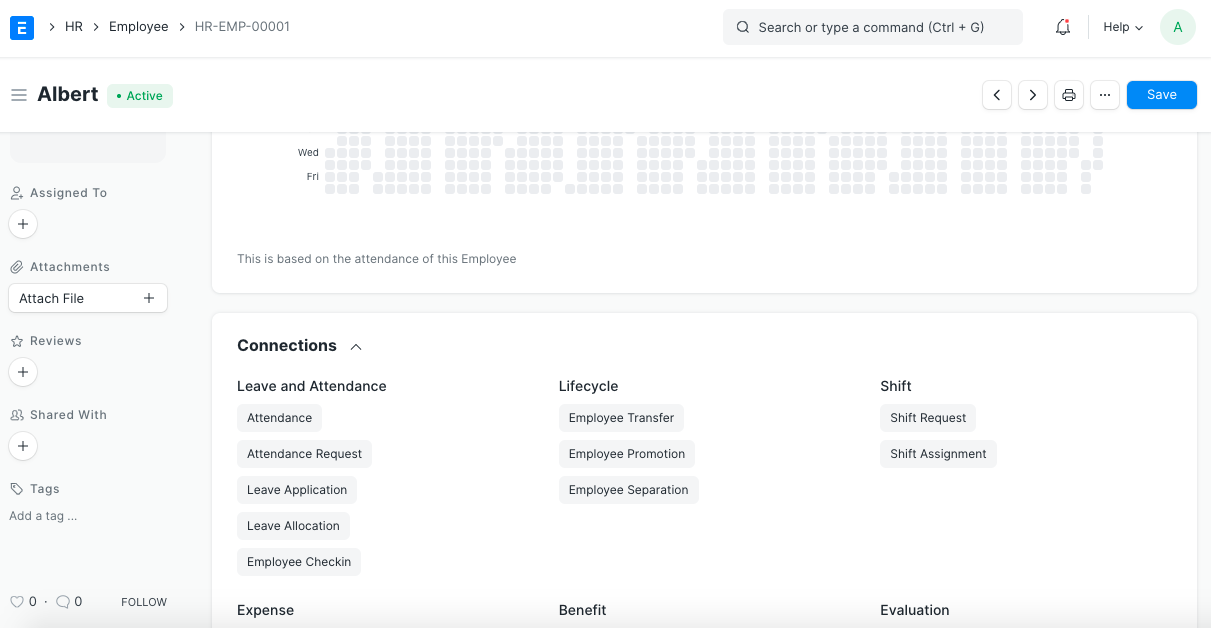 E HR Employee HR-EMP-00001 Search or type a command (Ctrl + G) Help A
Albert • Active ... Save
Wed
Fri
This is based on the attendance of this Employee
Assigned To
Attachments
Attach File
Reviews
Shared With
Tags
Add a tag ...
0 · 0 FOLLOW
Connections
Leave and Attendance
Attendance
Attendance Request
Leave Application
Leave Allocation
Employee Checkin
Lifecycle
Employee Transfer
Employee Promotion
Employee Separation
Shift
Shift Request
Shift Assignment
Expense
Benefit
Evaluation